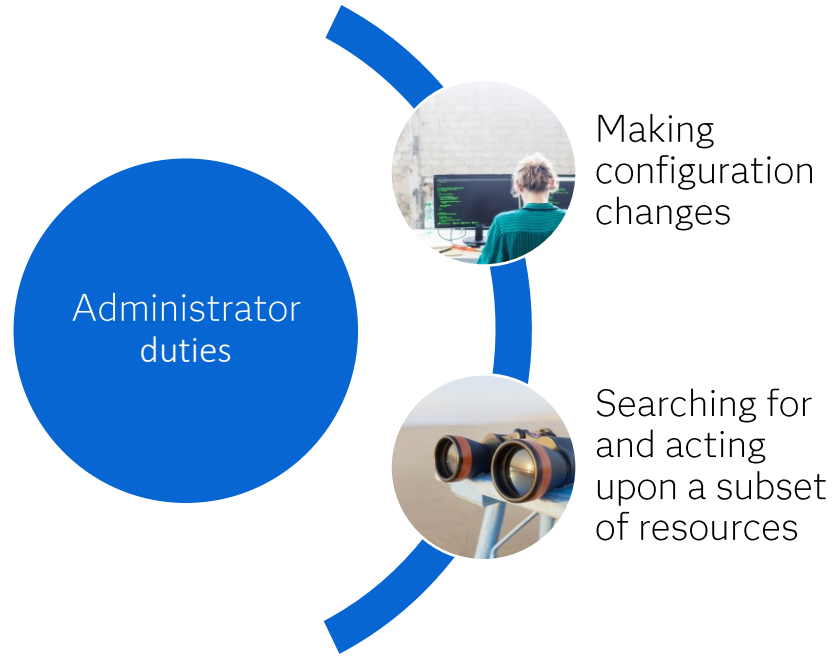 Administrator
duties
Making
configuration
changes
Searching for
and acting
upon a subset
of resources